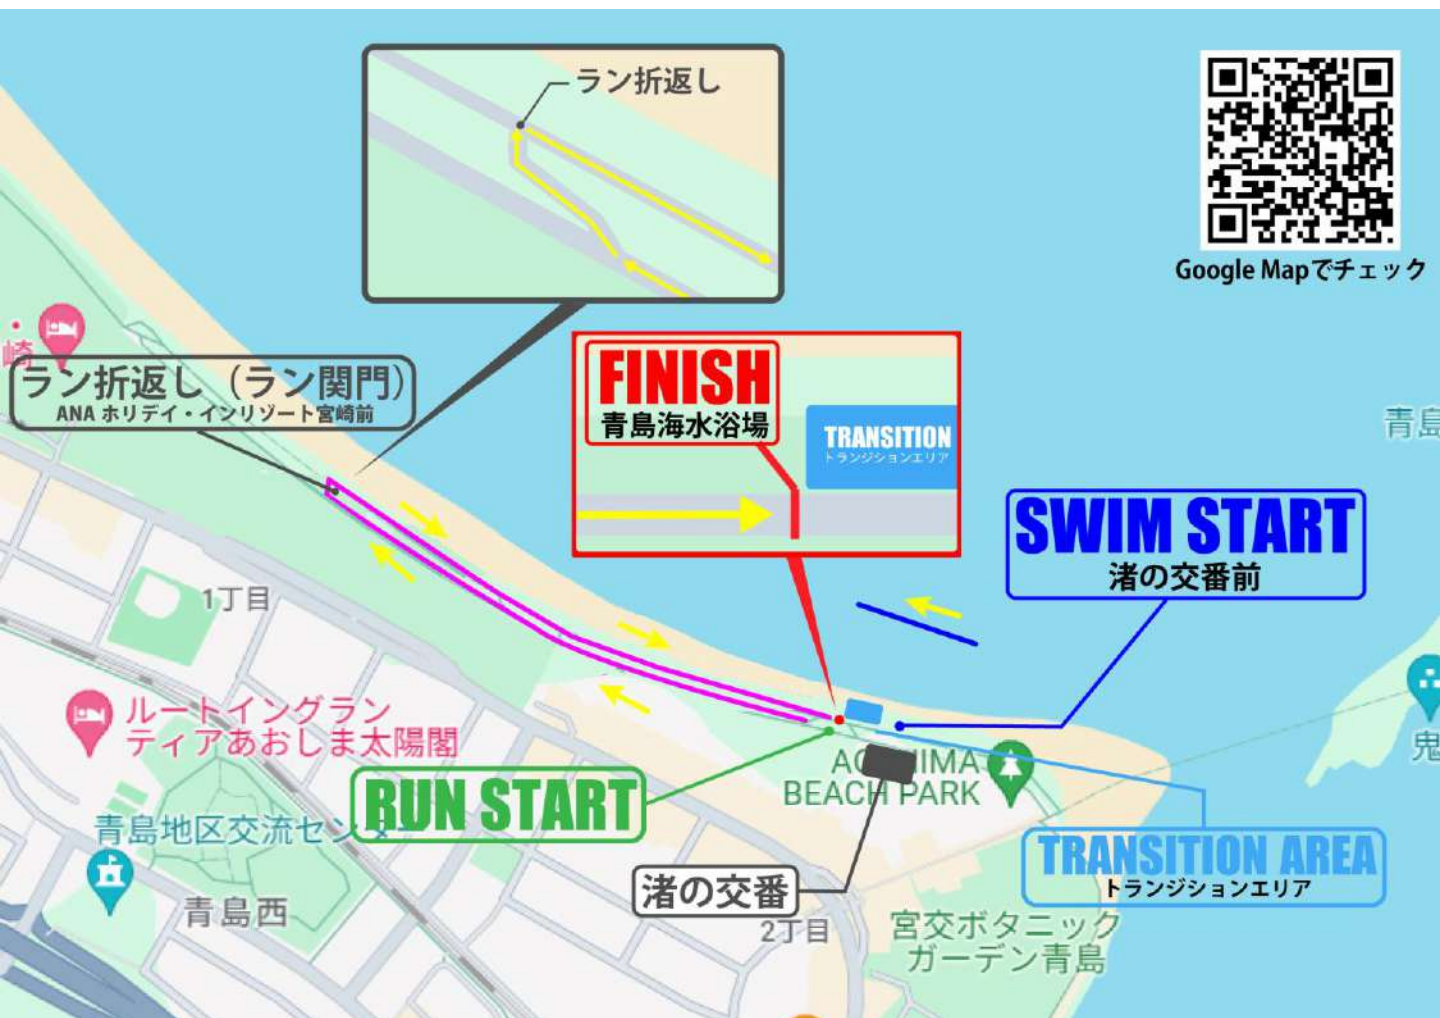 ラン折返し
Google Mapでチェック
崎
ラン折返し（ラン関門）
ANA ホリデイ・インリゾート宮崎前
FINISH
青島海水浴場
TRANSITION
トランジションエリア
青島
SWIM START
渚の交番前
1丁目
ルートイングラン
ティアあおしま太陽閣
鬼
BEACH PARK
RUN START
青島地区交流セン
TRANSITION AREA
トランジションエリア
渚の交番
青島西
2丁目
宮交ボタニック
ガーデン青島